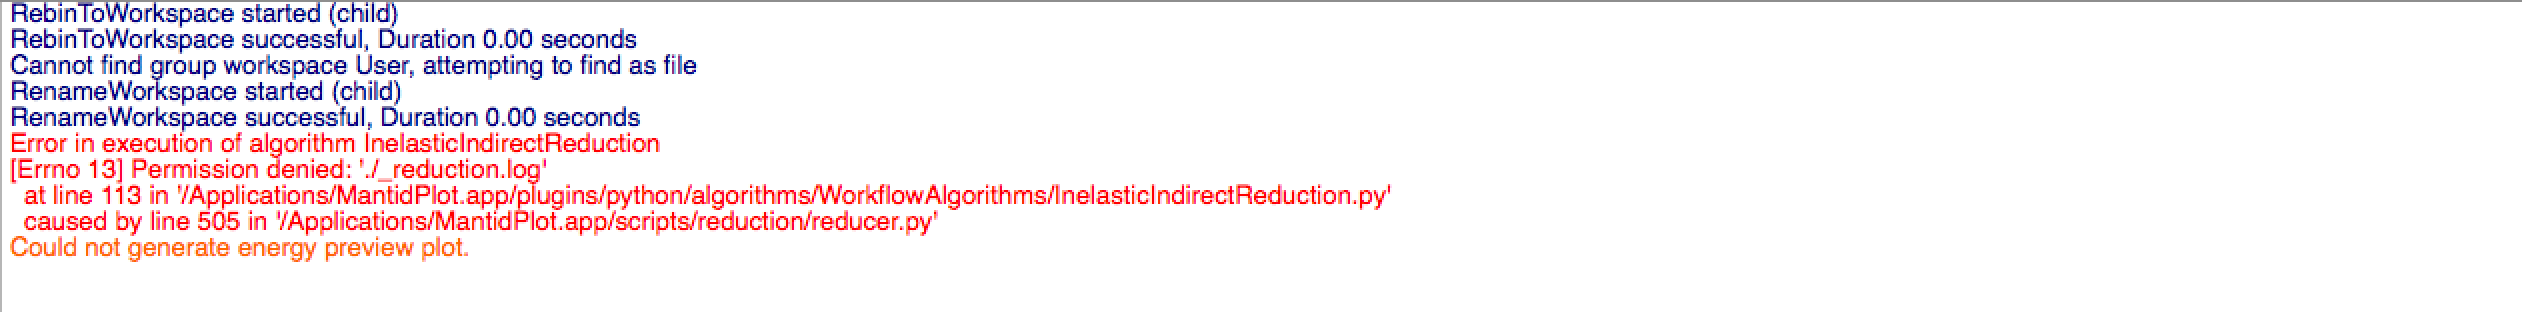 RebinToWorkspace started (child)
RebinToWorkspace successful, Duration 0.00 seconds
Cannot find group workspace User, attempting to find as file
RenameWorkspace started (child)
RenameWorkspace successful, Duration 0.00 seconds
Error in execution of algorithm InelasticIndirectReduction
[Errno 13] Permission denied: './_reduction.log'
  at line 113 in '/Applications/MantidPlot.app/plugins/python/algorithms/WorkflowAlgorithms/InelasticIndirectReduction.py'
  caused by line 505 in '/Applications/MantidPlot.app/scripts/reduction/reducer.py'
Could not generate energy preview plot.